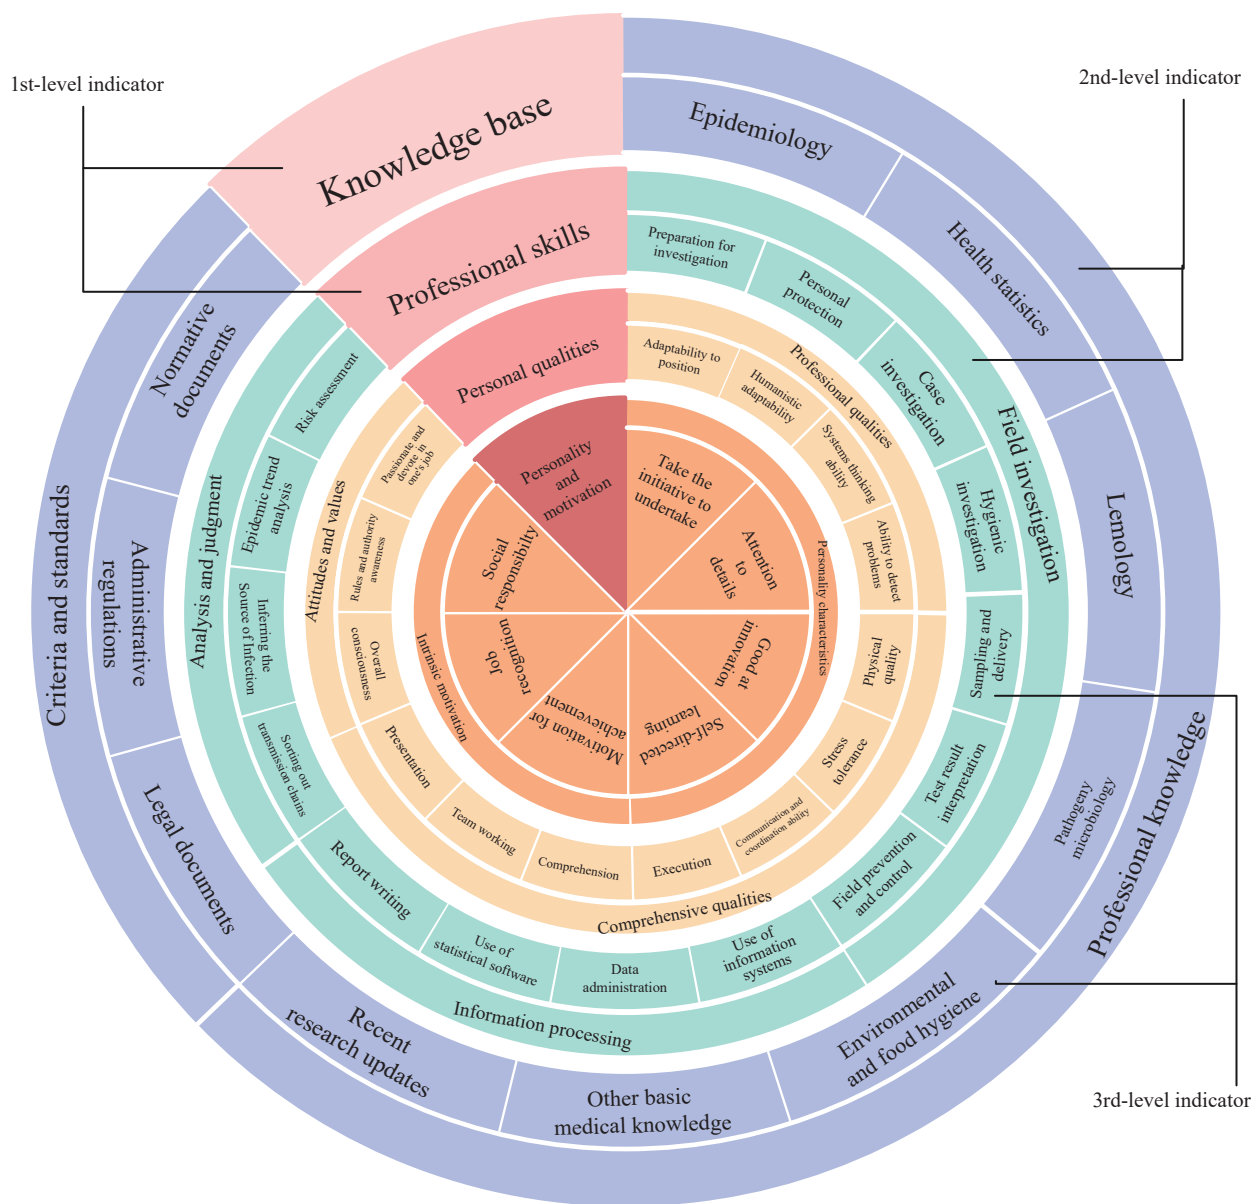 1st-level indicator
2nd-level indicator
3rd-level indicator
Knowledge base
Professional skills
Personal qualities
Personality
and
motivation
Professional knowledge
Epidemiology
Health statistics
Lemology
Pathogeny
microbiology
Environmental
and food hygiene
Other basic
medical knowledge
Recent
research updates
Criteria and standards
Legal documents
Administrative
regulations
Normative
documents
Field investigation
Preparation for
investigation
Personal
protection
Case
investigation
Hygienic
investigation
Sampling and
delivery
Test result
interpretation
Field prevention
and control
Information processing
Use of
information
systems
Data
administration
Use of
statistical software
Report writing
Analysis and judgment
Sorting out
transmission chains
Inferring the
Source of Infection
Epidemic trend
analysis
Risk assessment
Professional qualities
Adaptability to
position
Humanistic
adaptability
Systems thinking
ability
Ability to detect
problems
Comprehensive qualities
Physical
quality
Stress
tolerance
Communication and
coordination ability
Execution
Comprehension
Team working
Presentation
Attitudes and values
Overall
consciousness
Rules and authority
awareness
Passionate and
devote in
one's job
Personality characteristics
Take the
initiative to
undertake
Attention
to
details
Good at
innovation
Self-directed
learning
Intrinsic motivation
Motivation for
achievement
Job
recognition
Social
responsibilty